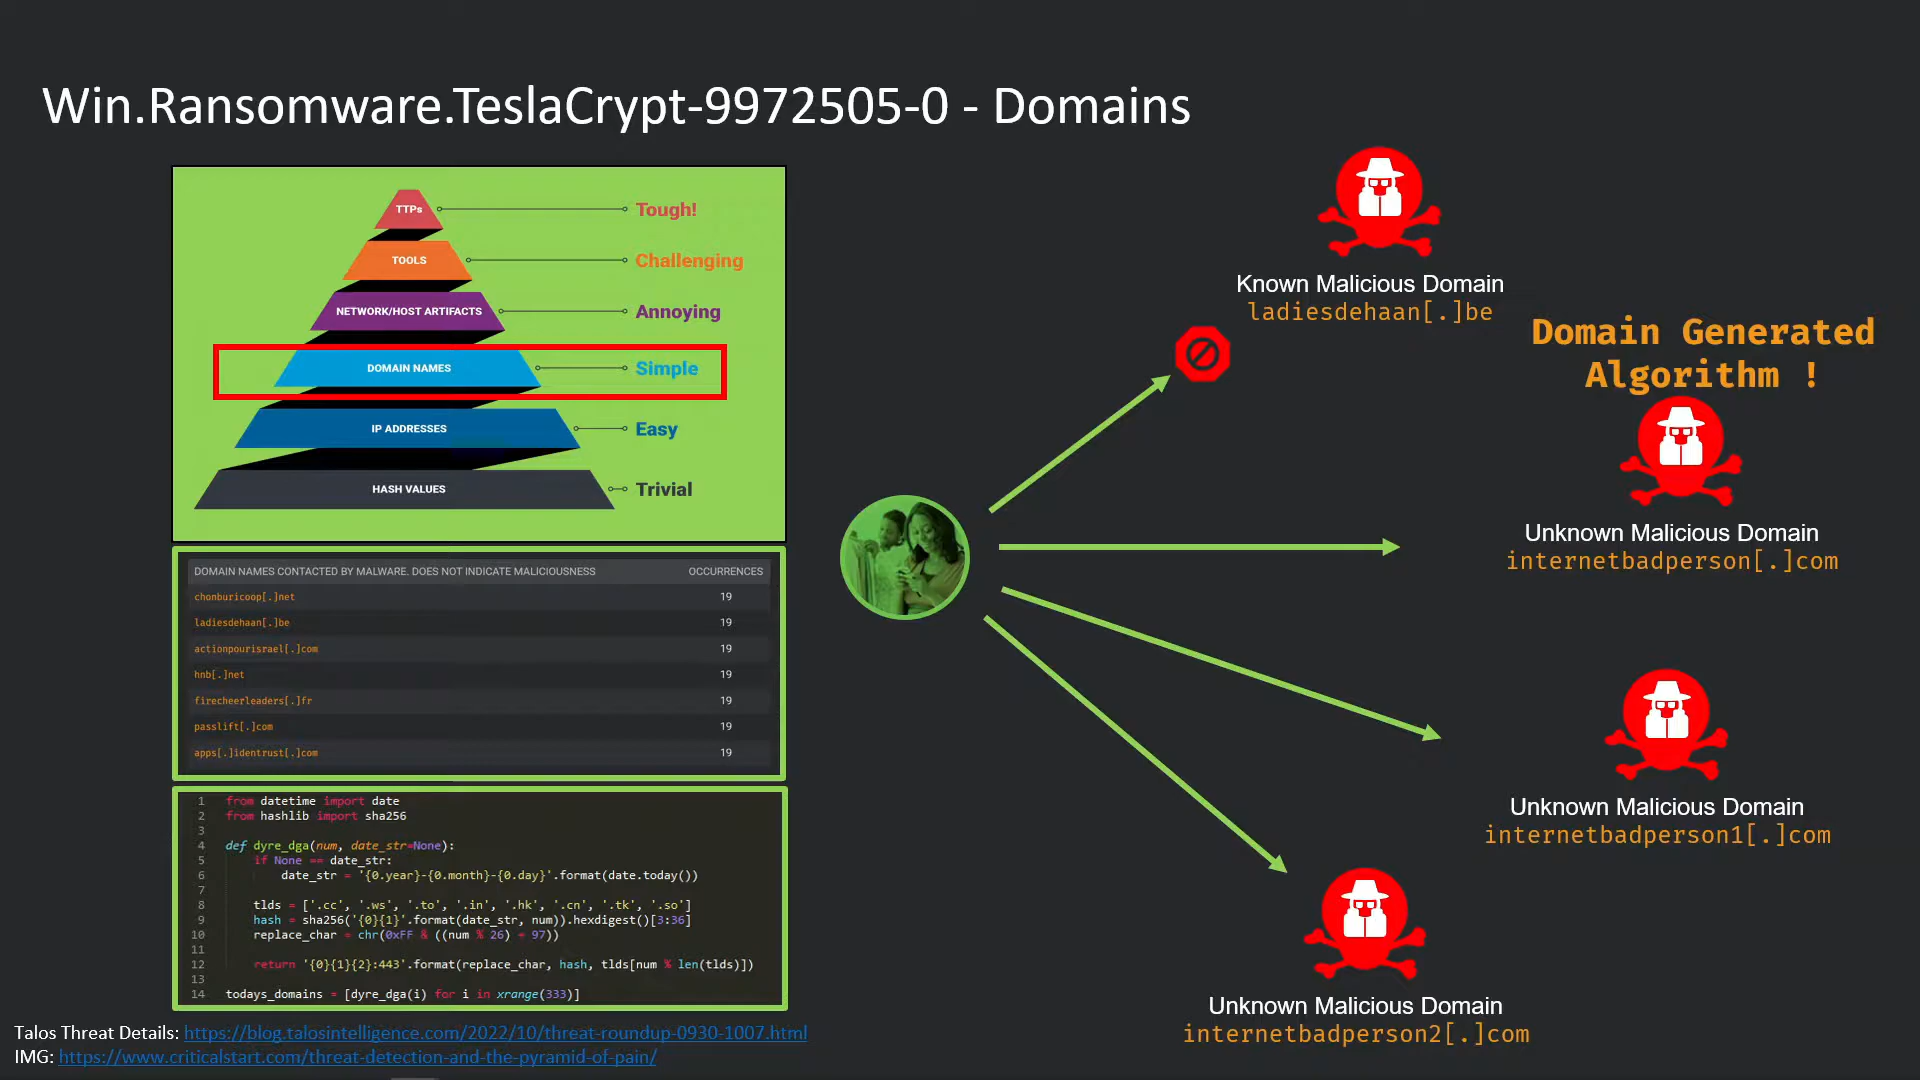 Win.Ransomware.TeslaCrypt-9972505-0 - Domains
TTPs
Tough!
TOOLS
Challenging
NETWORK/HOST ARTIFACTS
Annoying
DOMAIN NAMES
Simple
IP ADDRESSES
Easy
HASH VALUES
Trivial
DOMAIN NAMES CONTACTED BY MALWARE. DOES NOT INDICATE MALICIOUSNESS OCCURRENCES
chonburicoop[.]net 19
ladiesdehaan[.]be 19
actionpourisrael[.]com 19
hnb[.]net 19
firecheerleaders[.]fr 19
passlift[.]com 19
apps[.]identrust[.]com 19
1 from datetime import date
2 from hashlib import sha256
3
4 def dyre_dga(num, date_str=None):
5 if None == date_str:
6 date_str = '{0.year}-{0.month}-{0.day}'.format(date.today())
7
8 tlds = ['.cc', '.ws', '.to', '.in', '.hk', '.cn', '.tk', '.so']
9 hash = sha256('{0}{1}'.format(date_str, num)).hexdigest()[3:36]
10 replace_char = chr(0xFF & ((num % 26) + 97))
11
12 return '{0}{1}{2}:443'.format(replace_char, hash, tlds[num % len(tlds)])
13
14 todays_domains = [dyre_dga(i) for i in xrange(333)]
Known Malicious Domain
ladiesdehaan[.]be
Domain Generated
Algorithm !
Unknown Malicious Domain
internetbadperson[.]com
Unknown Malicious Domain
internetbadperson1[.]com
Unknown Malicious Domain
internetbadperson2[.]com
Talos Threat Details: https://blog.talosintelligence.com/2022/10/threat-roundup-0930-1007.html
IMG: https://www.criticalstart.com/threat-detection-and-the-pyramid-of-pain/